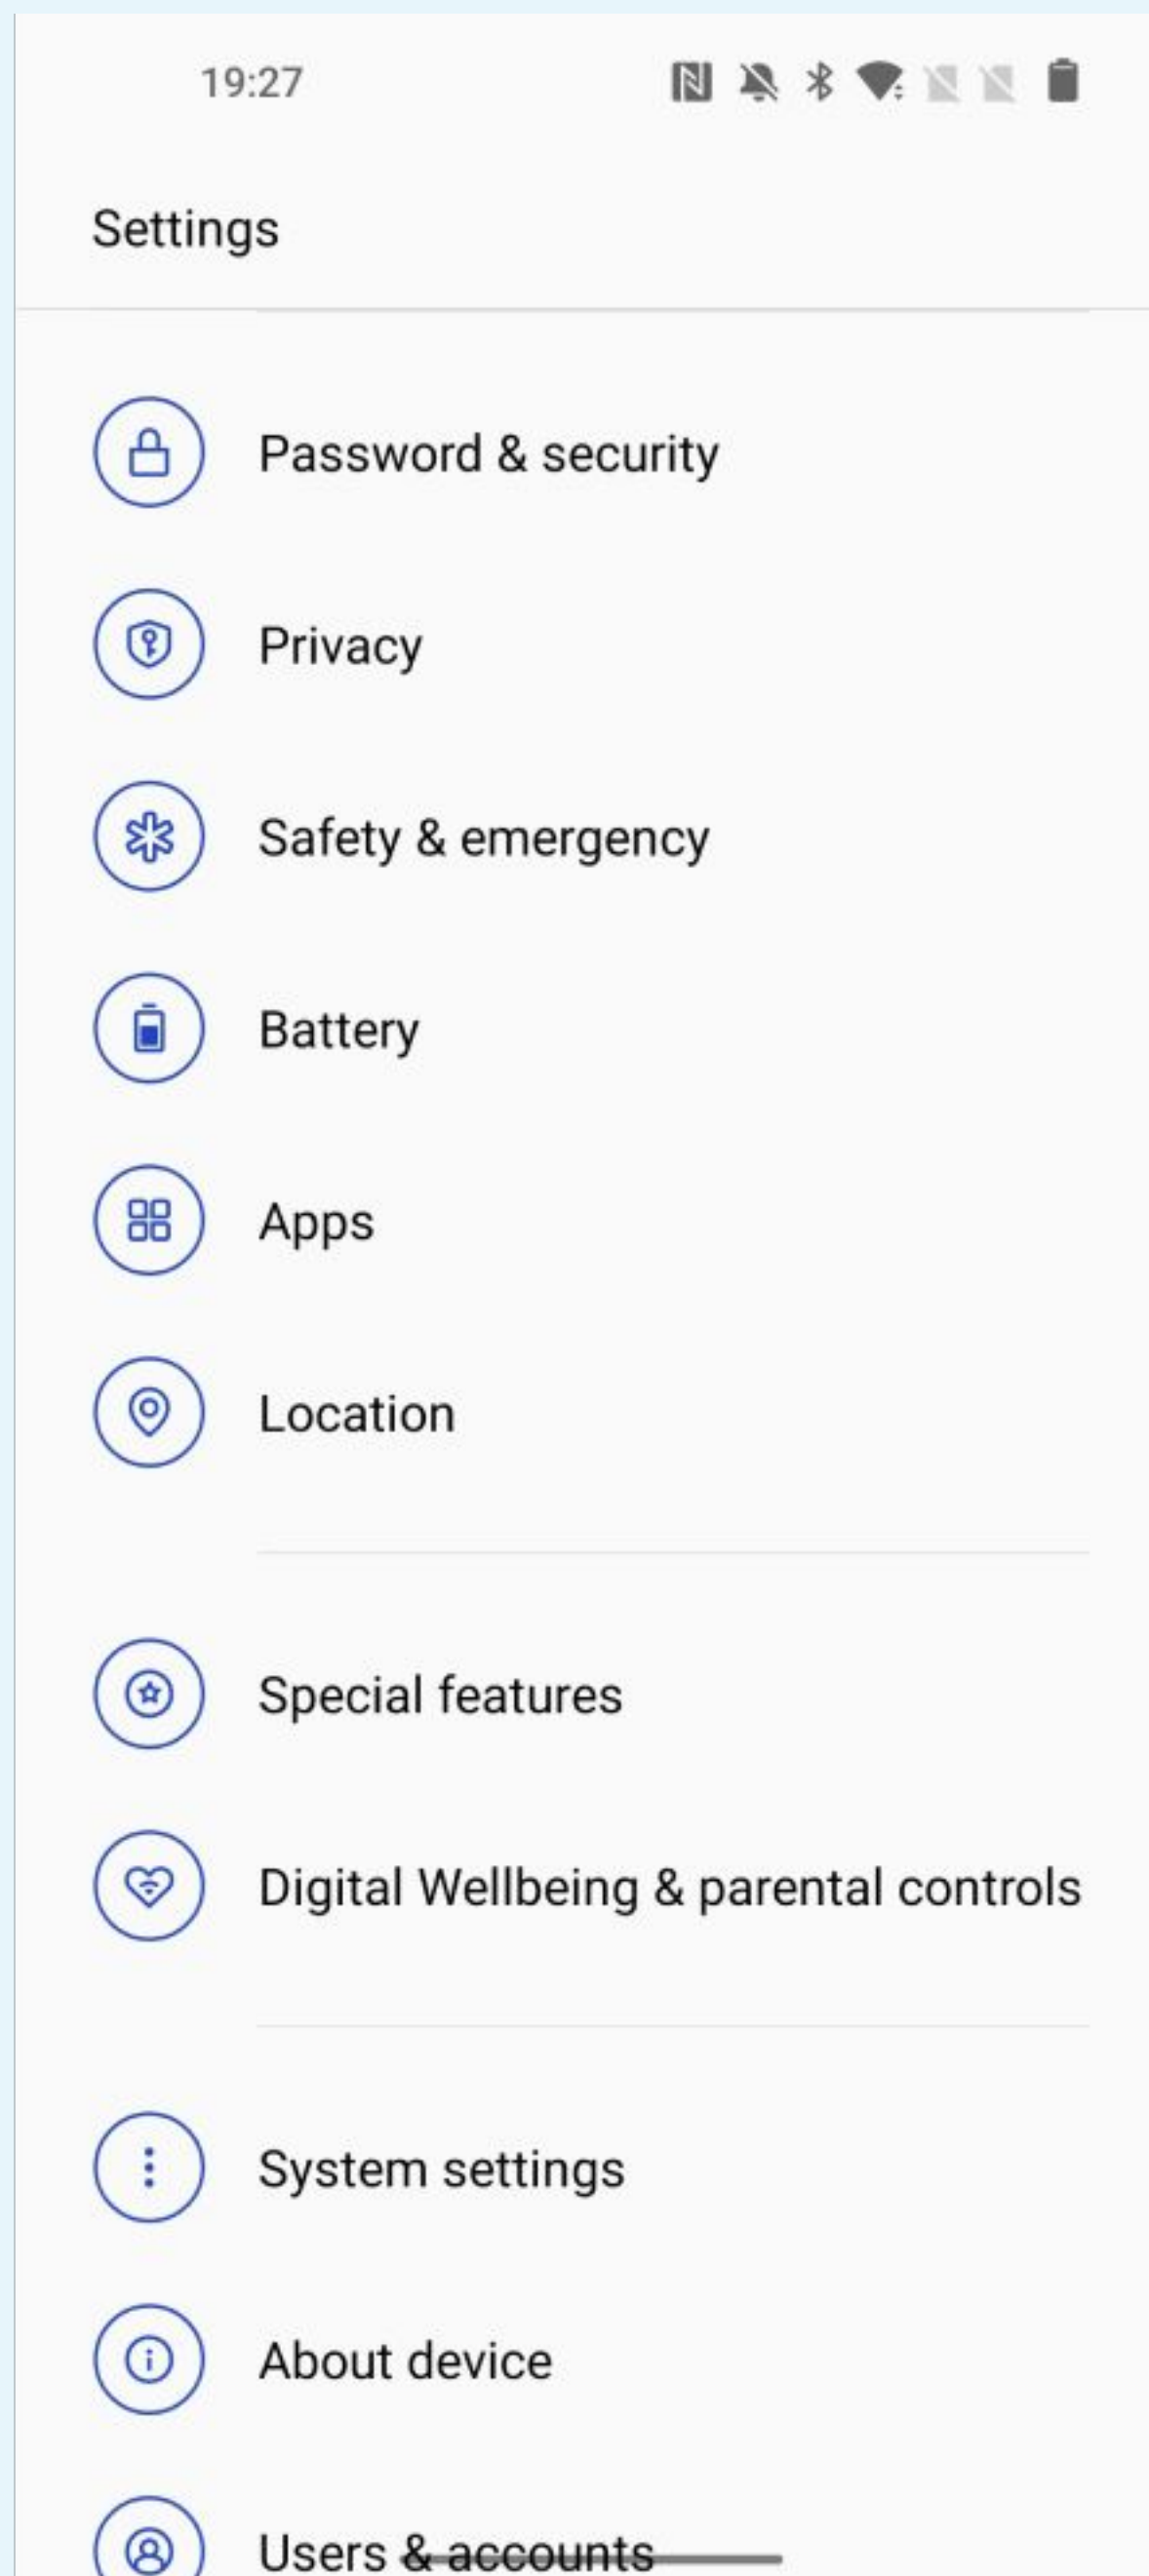 19:27
Settings
Password & security
Privacy
Safety & emergency
Battery
Apps
Location
Special features
Digital Wellbeing & parental controls
System settings
About device
Users & accounts